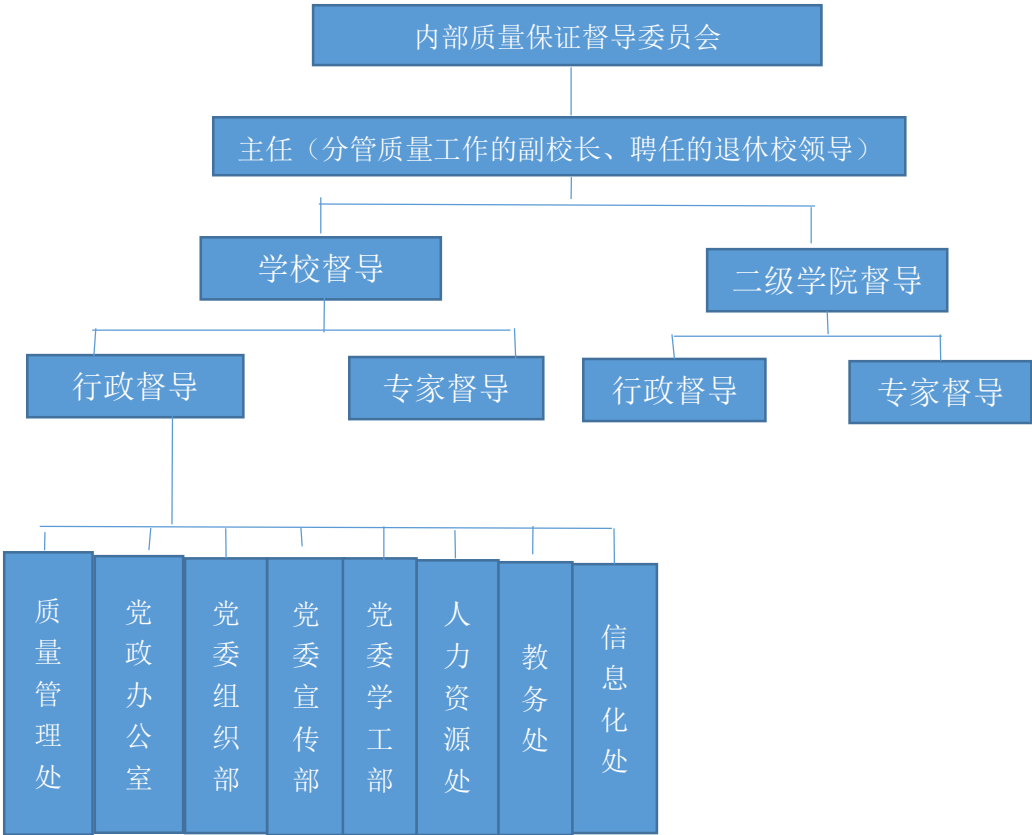 内部质量保证督导委员会
主任（分管质量工作的副校长、聘任的退休校领导）
学校督导
二级学院督导
行政督导
专家督导
行政督导
专家督导
质量管理处
党政办公室
党委组织部
党委宣传部
党委学工部
人力资源处
教务处
信息化处